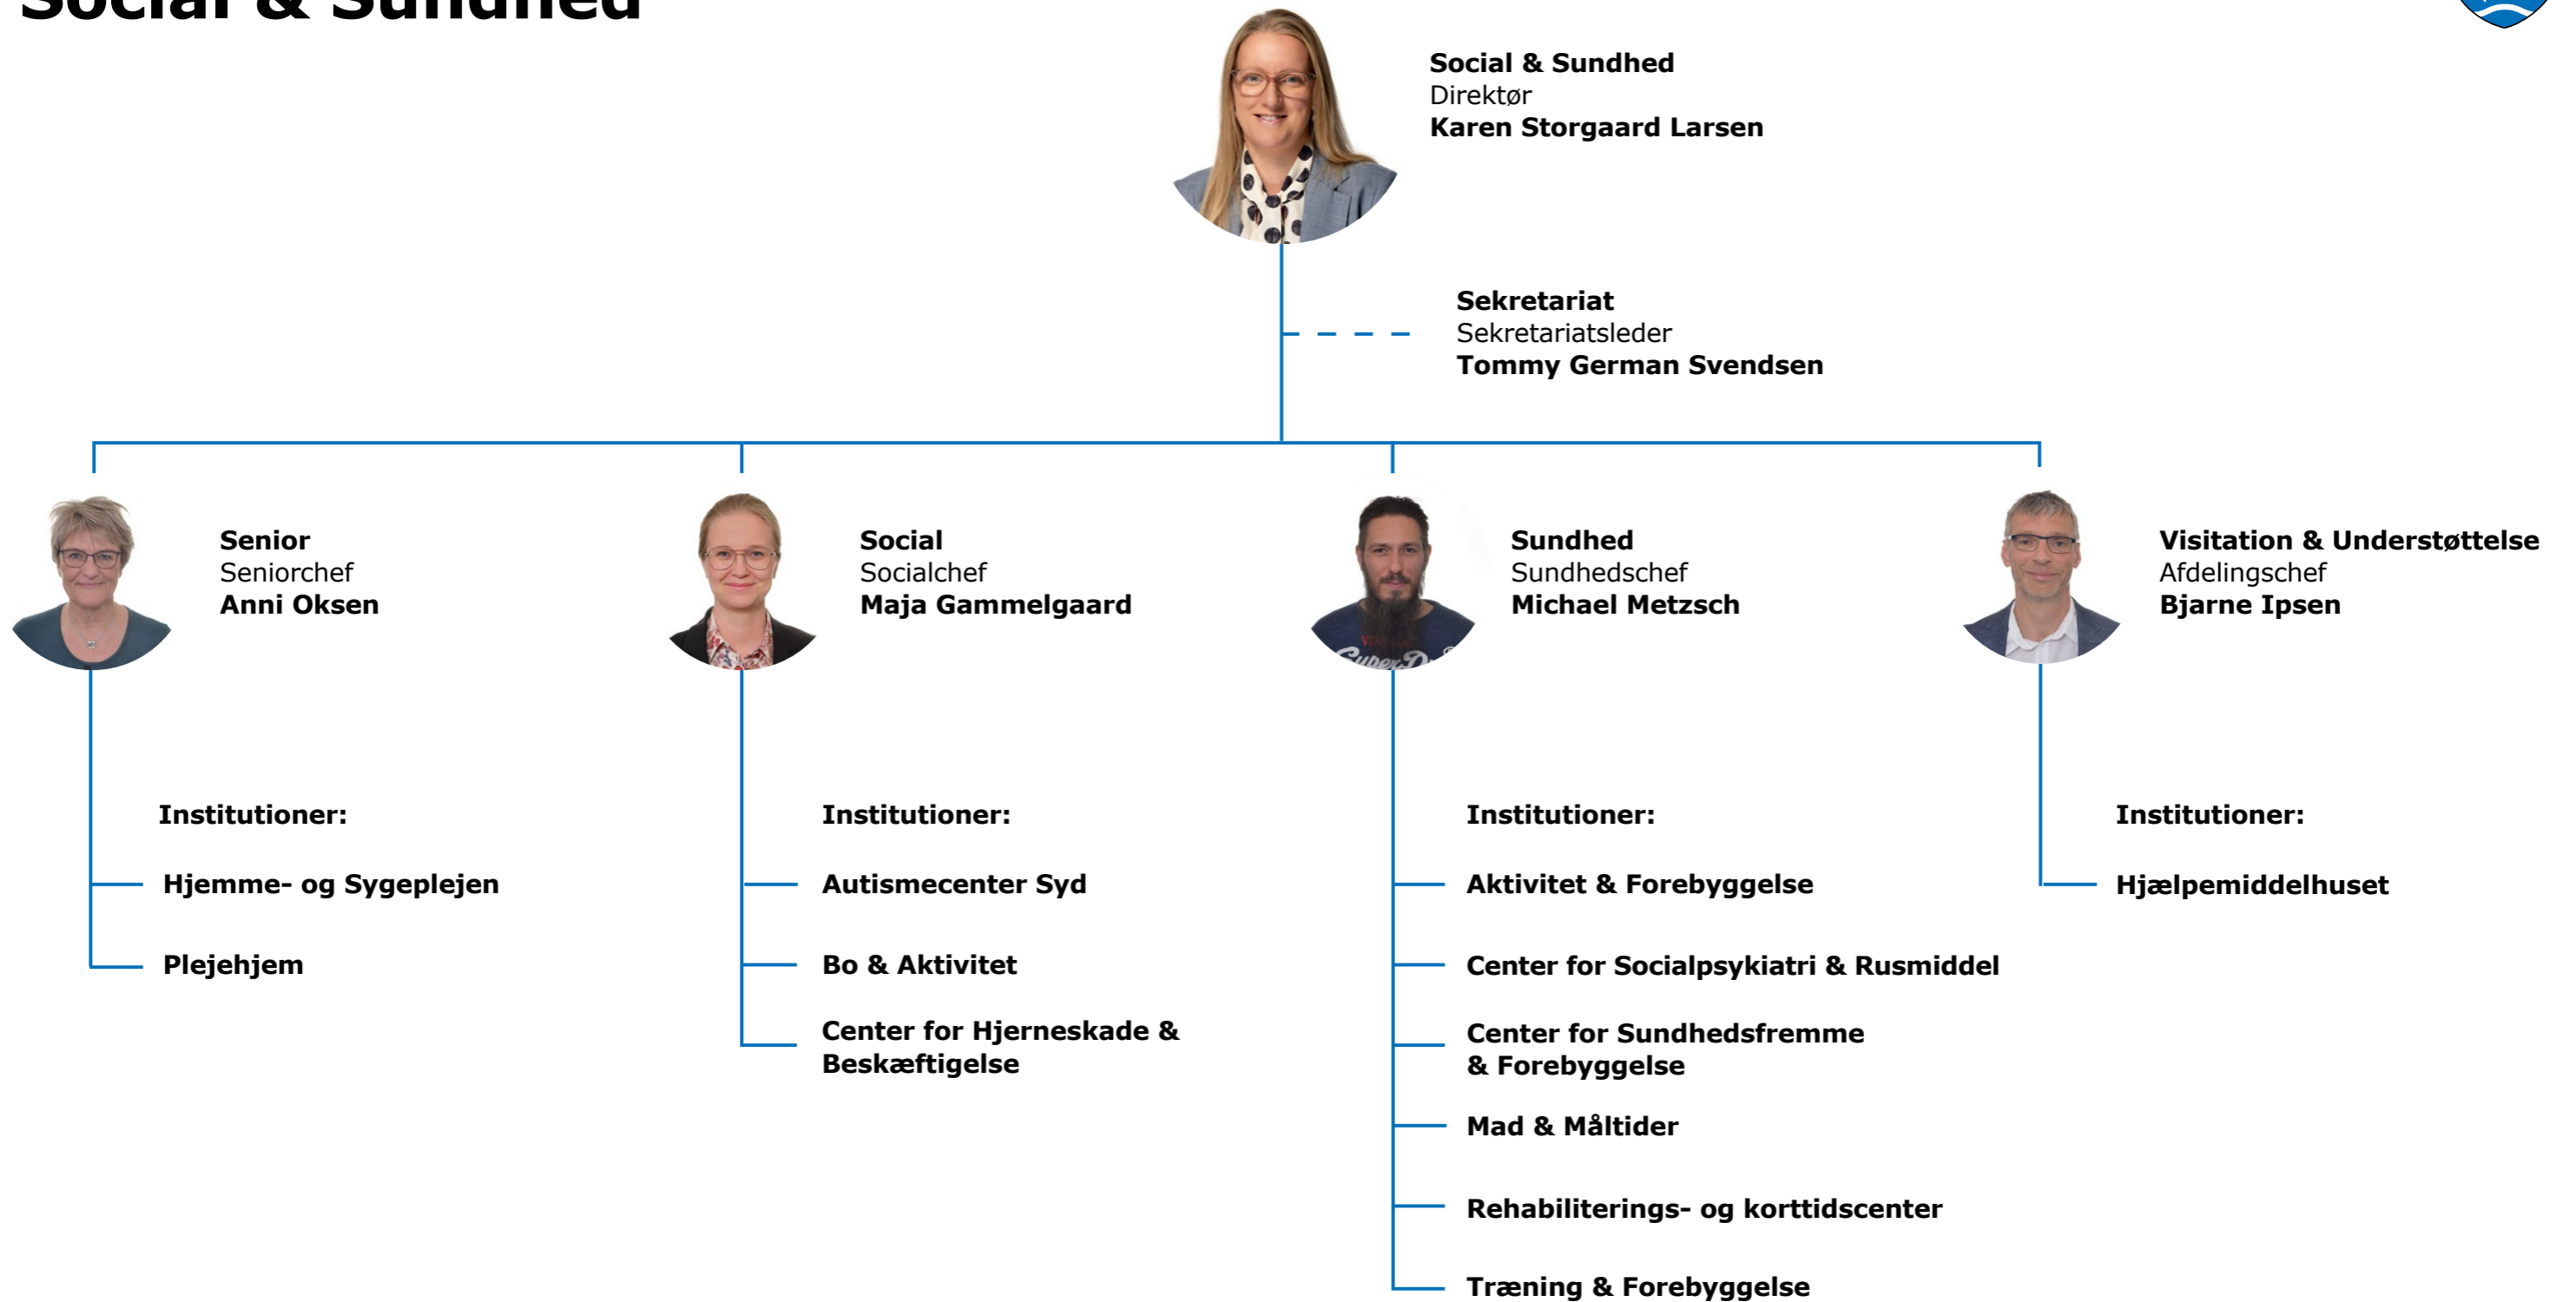 Social & Sundhed
Social & Sundhed
Direktør
Karen Storgaard Larsen
Sekretariat
Sekretariatsleder
Tommy German Svendsen
Senior
Seniorchef
Anni Oksen
Social
Socialchef
Maja Gammelgaard
Sundhed
Sundhedschef
Michael Metzsch
Visitation & Understøttelse
Afdelingschef
Bjarne Ipsen
Institutioner:
Hjemme- og Sygeplejen
Plejehjem
Institutioner:
Autismecenter Syd
Bo & Aktivitet
Center for Hjerneskade &
Beskæftigelse
Institutioner:
Aktivitet & Forebyggelse
Center for Socialpsykiatri & Rusmiddel
Center for Sundhedsfremme
& Forebyggelse
Mad & Måltider
Rehabiliterings- og korttidscenter
Træning & Forebyggelse
Institutioner:
Hjælpemiddelhuset